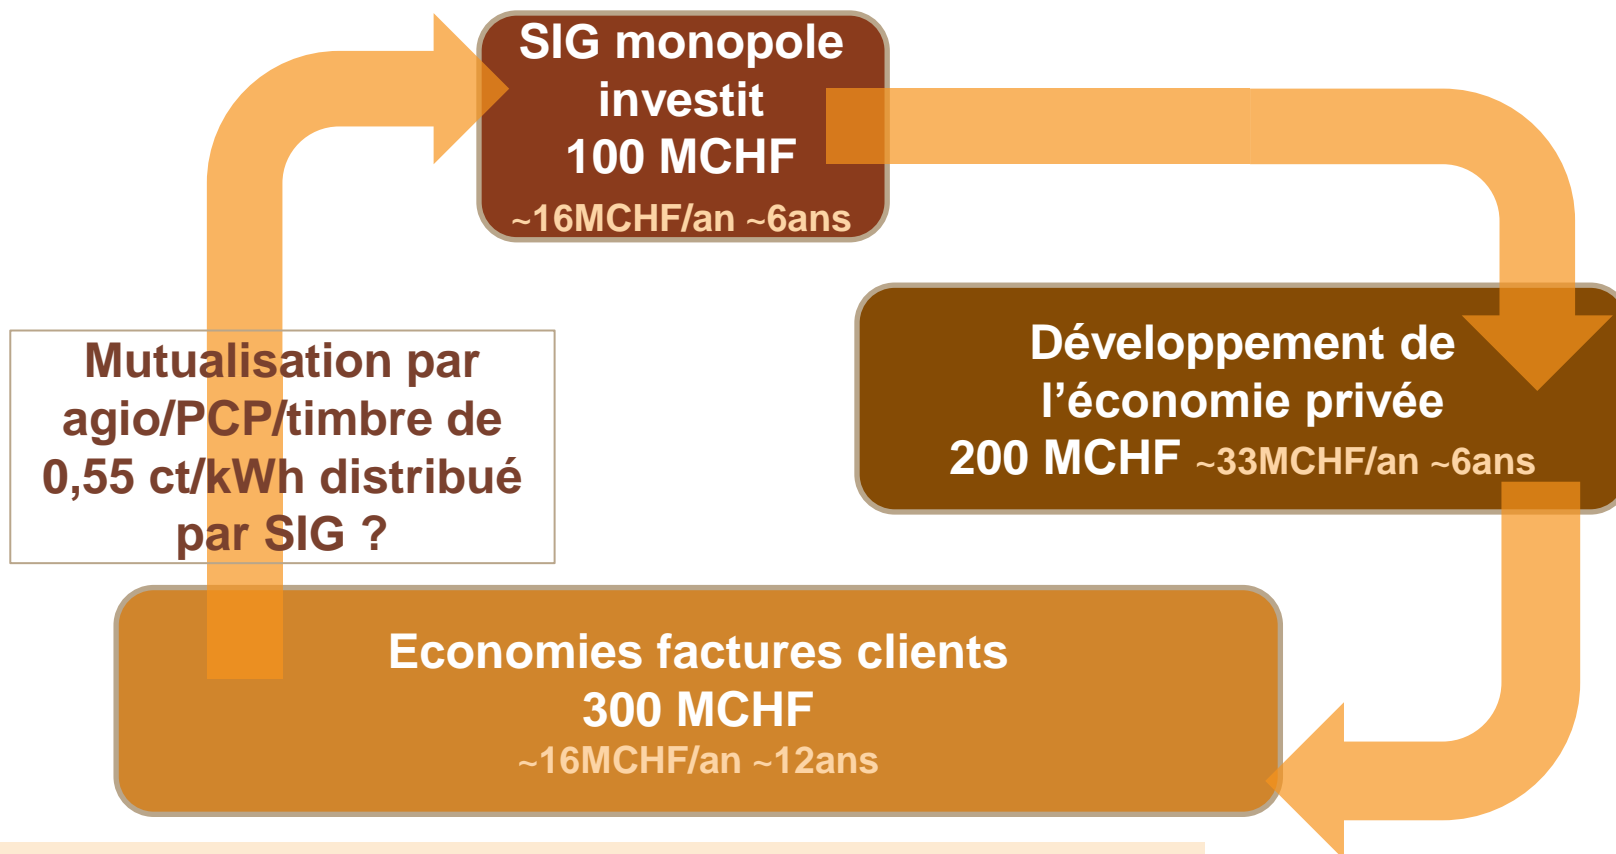 SIG monopole
investit
100 MCHF
~16MCHF/an ~6ans
Développement de
l’économie privée
200 MCHF ~33MCHF/an ~6ans
Mutualisation par
agio/PCP/timbre de
0,55 ct/kWh distribué
par SIG ?
Economies factures clients
300 MCHF
~16MCHF/an ~12ans